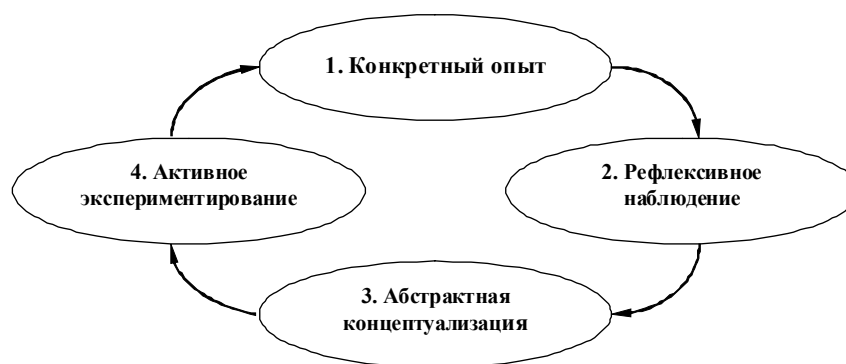 1. Конкретный опыт
2. Рефлексивное
наблюдение
3. Абстрактная
концептуализация
4. Активное
экспериментирование